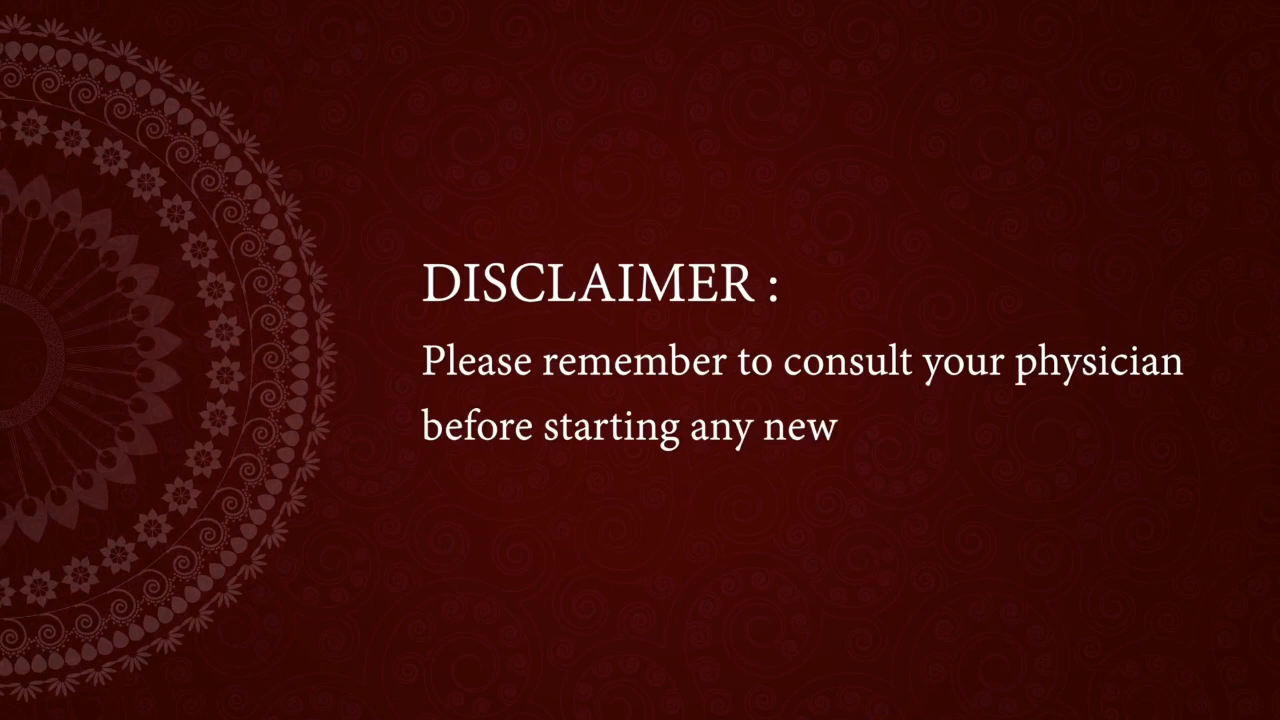 DISCLAIMER :
Please remember to consult your physician
before starting any new